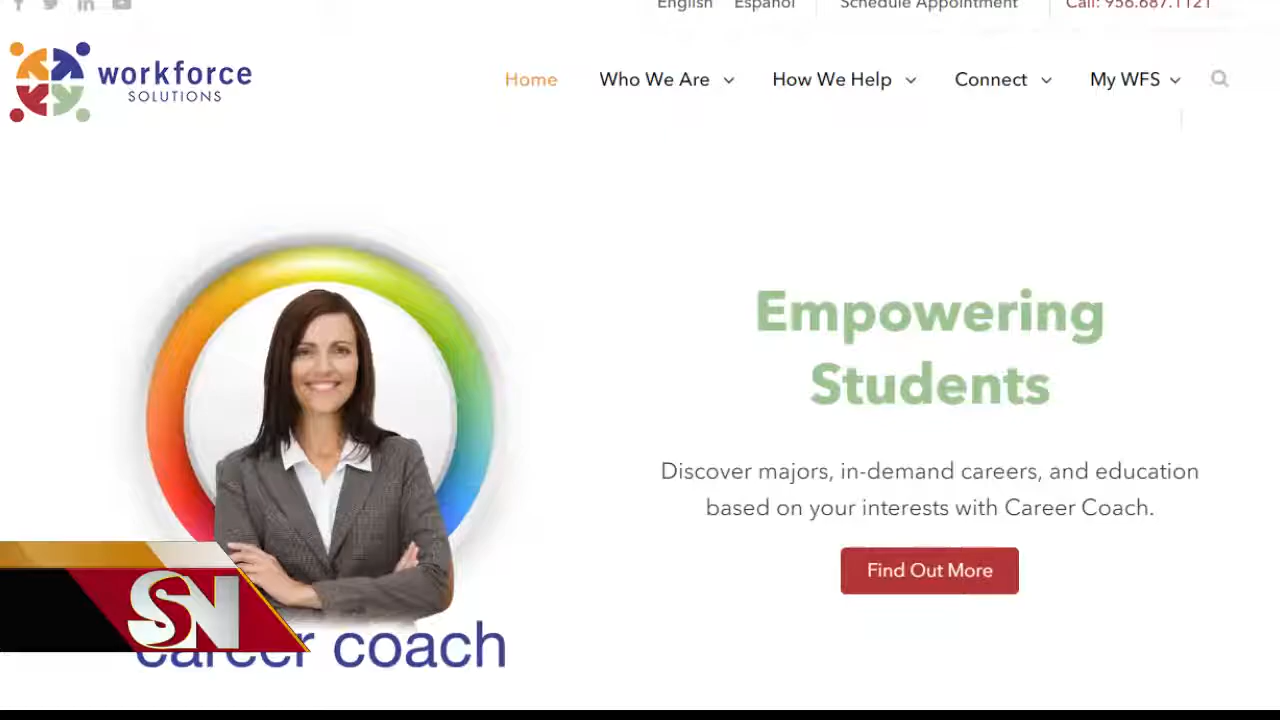 English Español Schedule Appointment Call: 956.687.1121
workforce
SOLUTIONS
Home Who We Are How We Help Connect My WFS
Empowering
Students
Discover majors, in-demand careers, and education
based on your interests with Career Coach.
Find Out More
SN
career coach